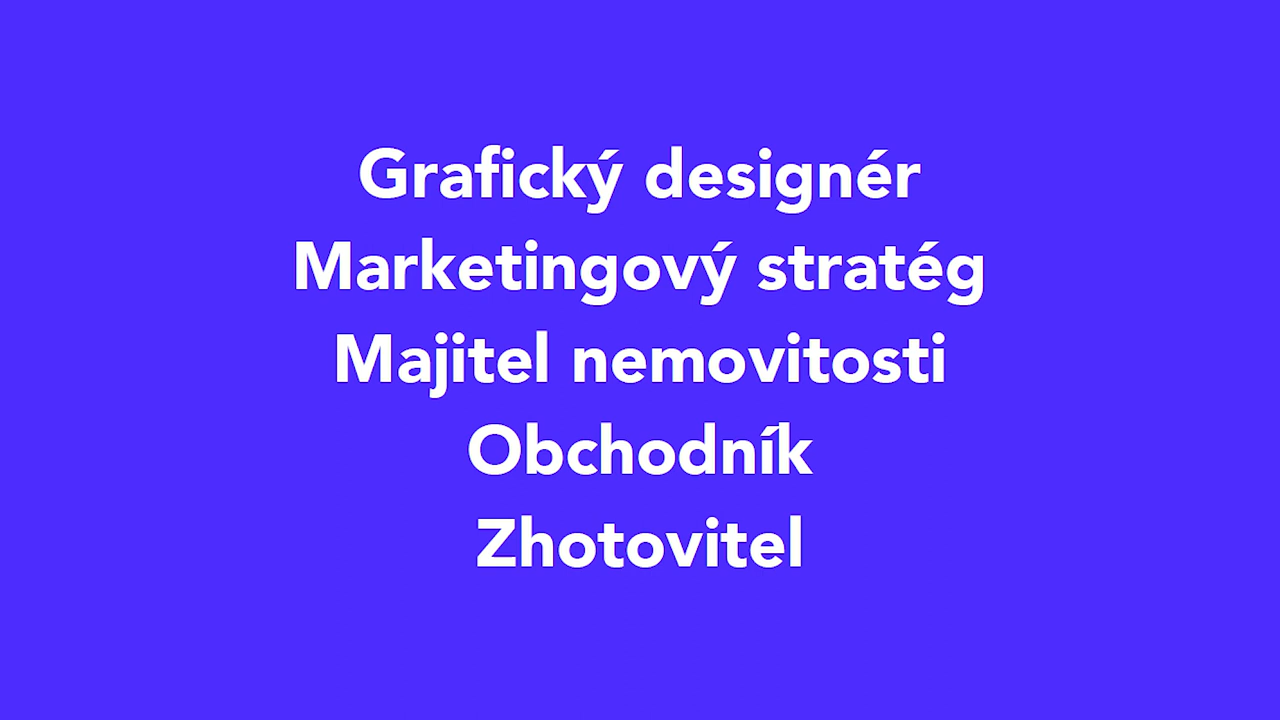 Grafický designér
Marketingový stratég
Majitel nemovitosti
Obchodník
Zhotovitel